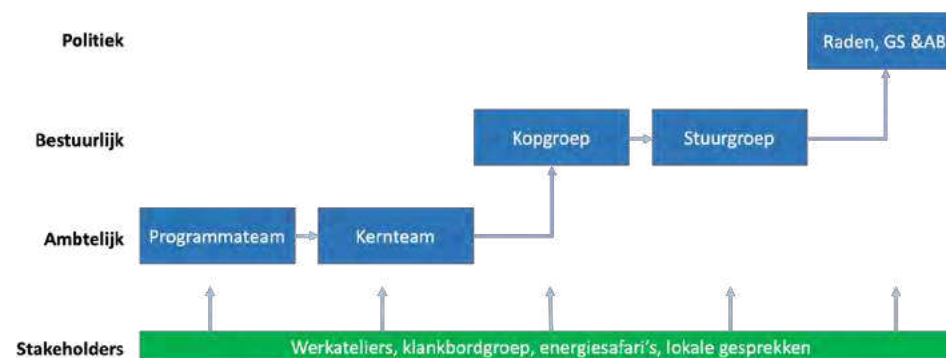 Politiek
Raden, GS &AB
Bestuurlijk
Kopgroep
Stuurgroep
Ambtelijk
Programmateam
Kernteam
Stakeholders
Werkateliers, klankbordgroep, energiesafari's, lokale gesprekken